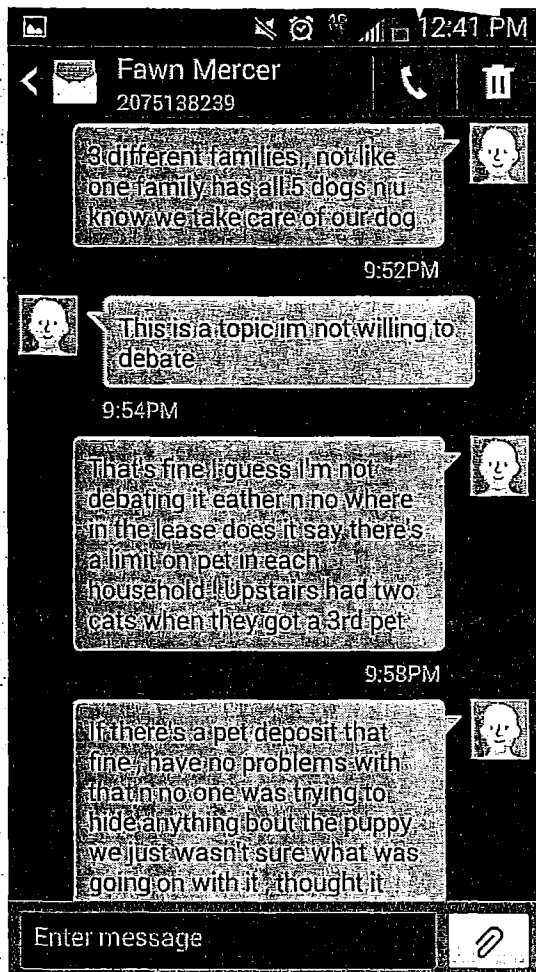 4G 12:41 PM
Fawn Mercer
2075138239
3 different families, not like
one family has all 5 dogs n u
know we take care of our dog
9:52PM
This is a topic im not willing to
debate
9:54PM
That's fine I guess I'm not
debating it eather n no where
in the lease does it say there's
a limit on pet in each
household. Upstairs had two
cats when they got a 3rd pet
9:58PM
If there's a pet deposit that
fine, have no problems with
that n no one was trying to
hide anything bout the puppy
we just wasn't sure what was
going on with it, thought it
Enter message